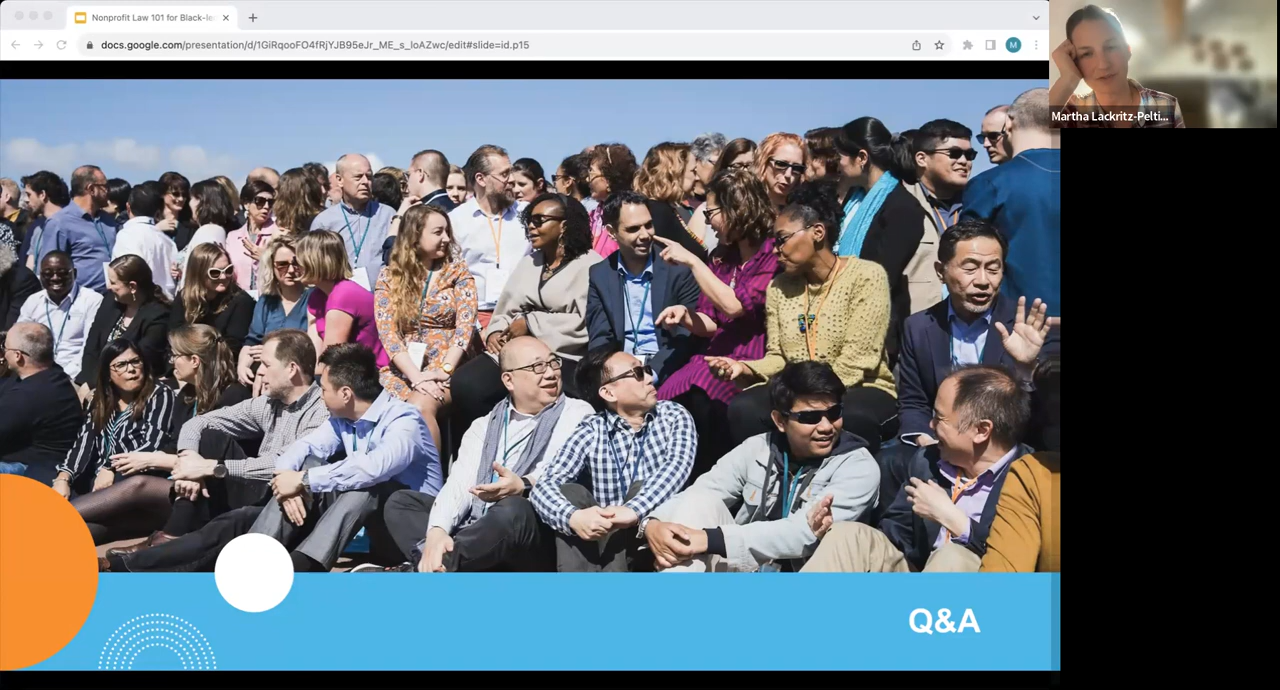 Nonprofit Law 101 for Black-le
docs.google.com/presentation/d/1GiRqooFO4fRjYJB95eJr_ME_s_loAZwc/edit#slide=id.p15
M
Martha Lackritz-Pelti...
Q&A